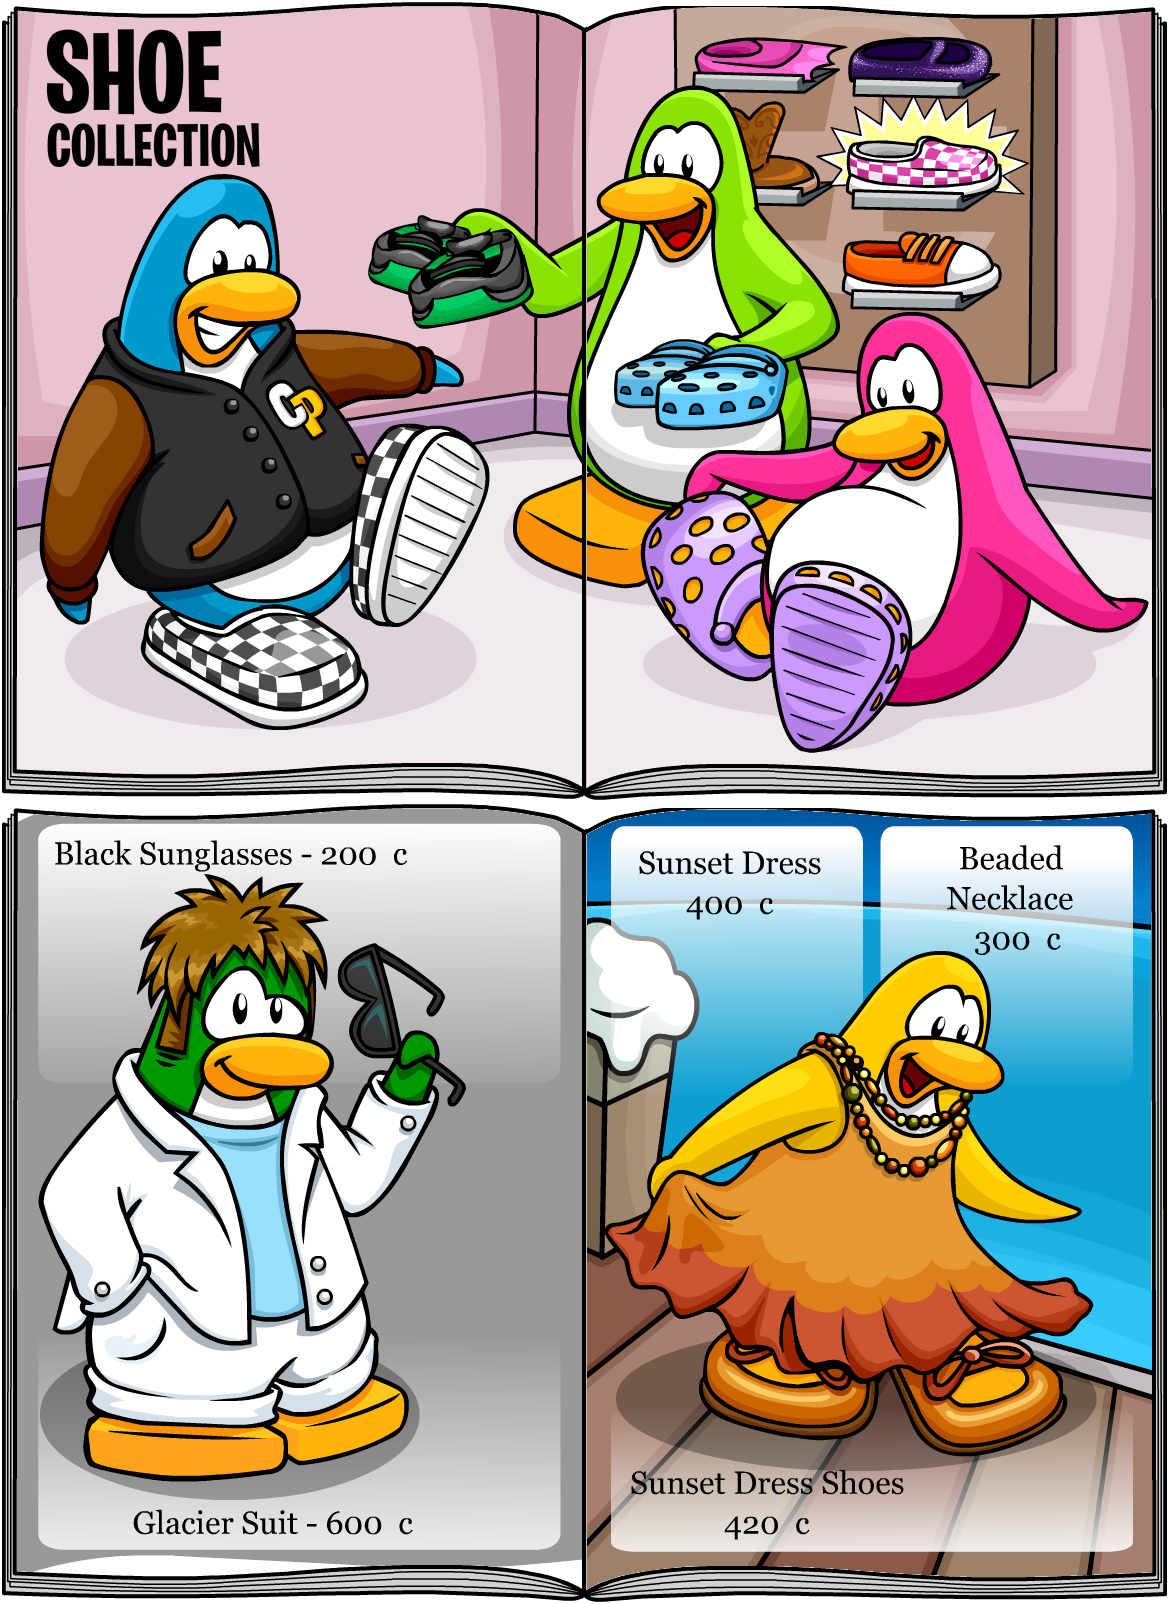 SHOE
COLLECTION
CP
Black Sunglasses - 200 c
Glacier Suit - 600 c
Sunset Dress
400 c
Beaded
Necklace
300 c
Sunset Dress Shoes
420 c